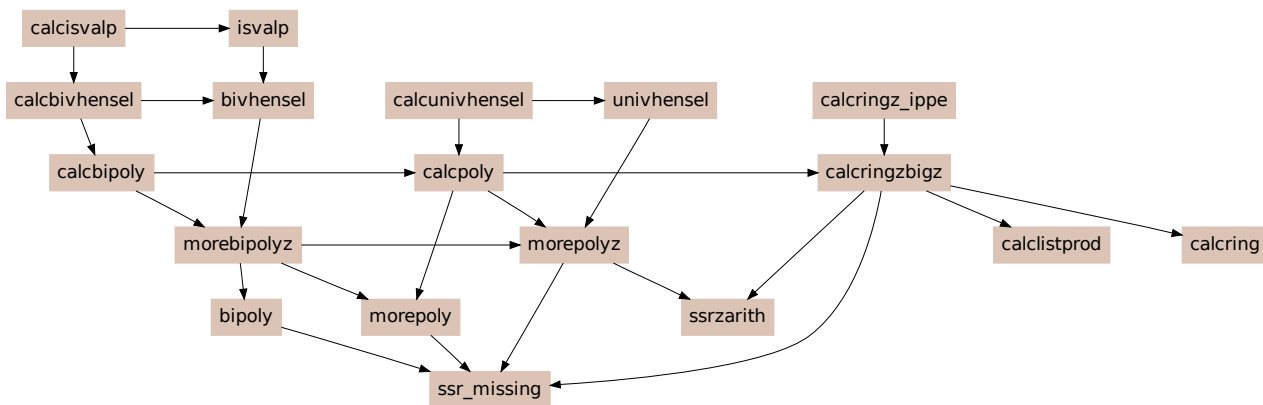 calcisvalp
isvalp
calcbivhensel
bivhensel
calcunivhensel
univhensel
calcringz_ippe
calcbipoly
calcpoly
calcringzbigz
morebipolyz
morepolyz
calclistprod
calcring
bipoly
morepoly
ssrzarith
ssr_missing